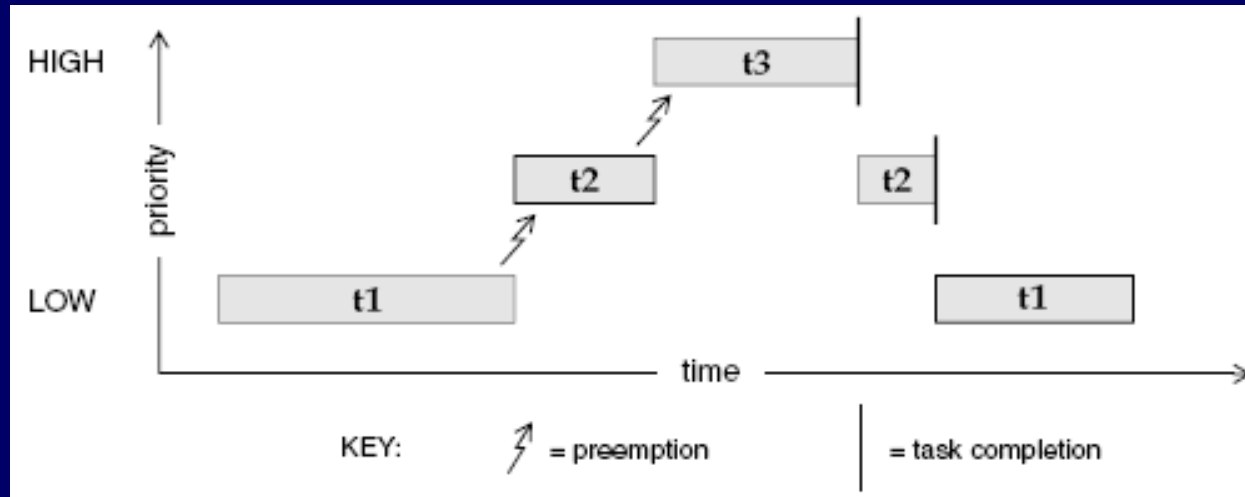 HIGH
t3
priority
t2
t2
LOW
t1
t1
time
KEY:
= preemption
= task completion